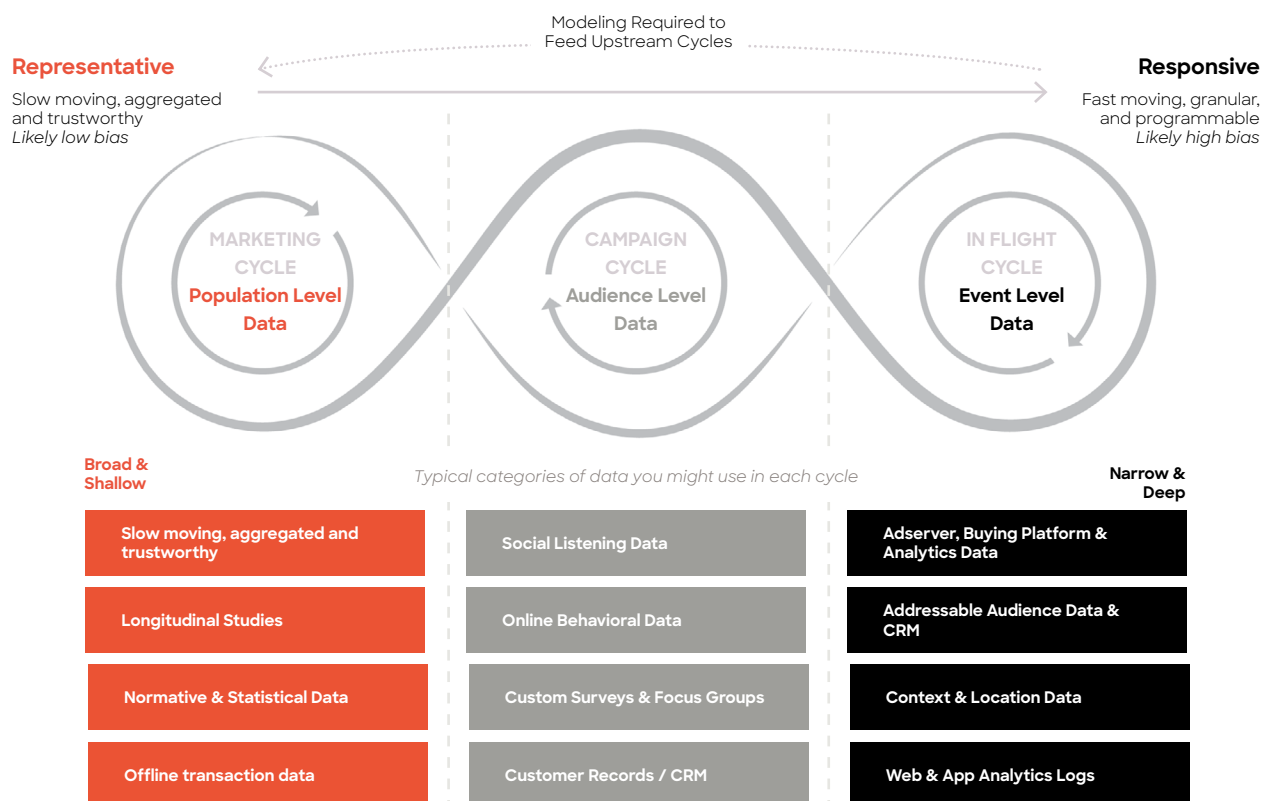 Modeling Required to
Feed Upstream Cycles
Representative
Slow moving, aggregated
and trustworthy
Likely low bias
Responsive
Fast moving, granular,
and programmable
Likely high bias
MARKETING
CYCLE
Population Level
Data
CAMPAIGN
CYCLE
Audience Level
Data
IN FLIGHT
CYCLE
Event Level
Data
Broad &
Shallow
Typical categories of data you might use in each cycle
Narrow &
Deep
Slow moving, aggregated and
trustworthy
Longitudinal Studies
Normative & Statistical Data
Offline transaction data
Social Listening Data
Online Behavioral Data
Custom Surveys & Focus Groups
Customer Records / CRM
Adserver, Buying Platform &
Analytics Data
Addressable Audience Data &
CRM
Context & Location Data
Web & App Analytics Logs